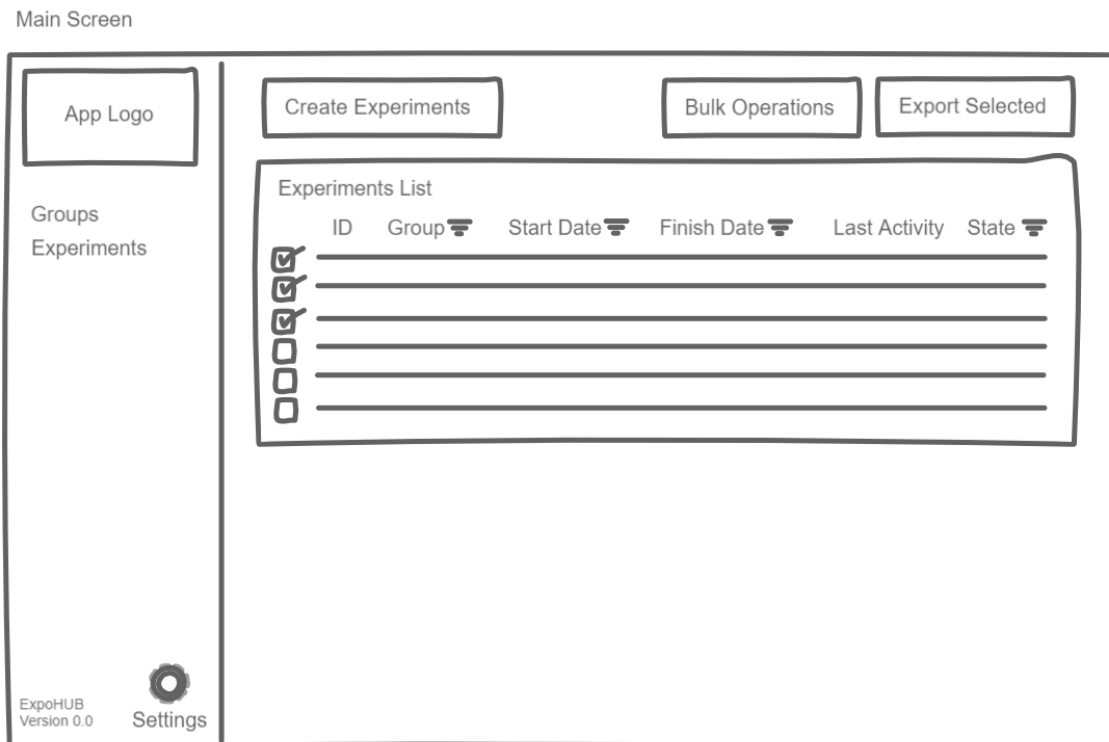 Main Screen
App Logo
Create Experiments
Bulk Operations
Export Selected
Groups
Experiments
Experiments List
ID Group Start Date Finish Date Last Activity State
ExpoHUB
Version 0.0
Settings